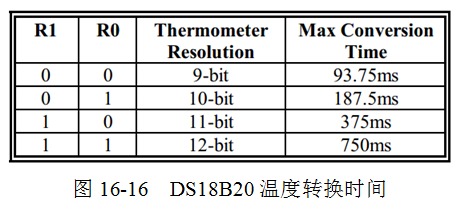 R1 R0 Thermometer Resolution Max Conversion Time
0 0 9-bit 93.75ms
0 1 10-bit 187.5ms
1 0 11-bit 375ms
1 1 12-bit 750ms
图 16-16 DS18B20 温度转换时间